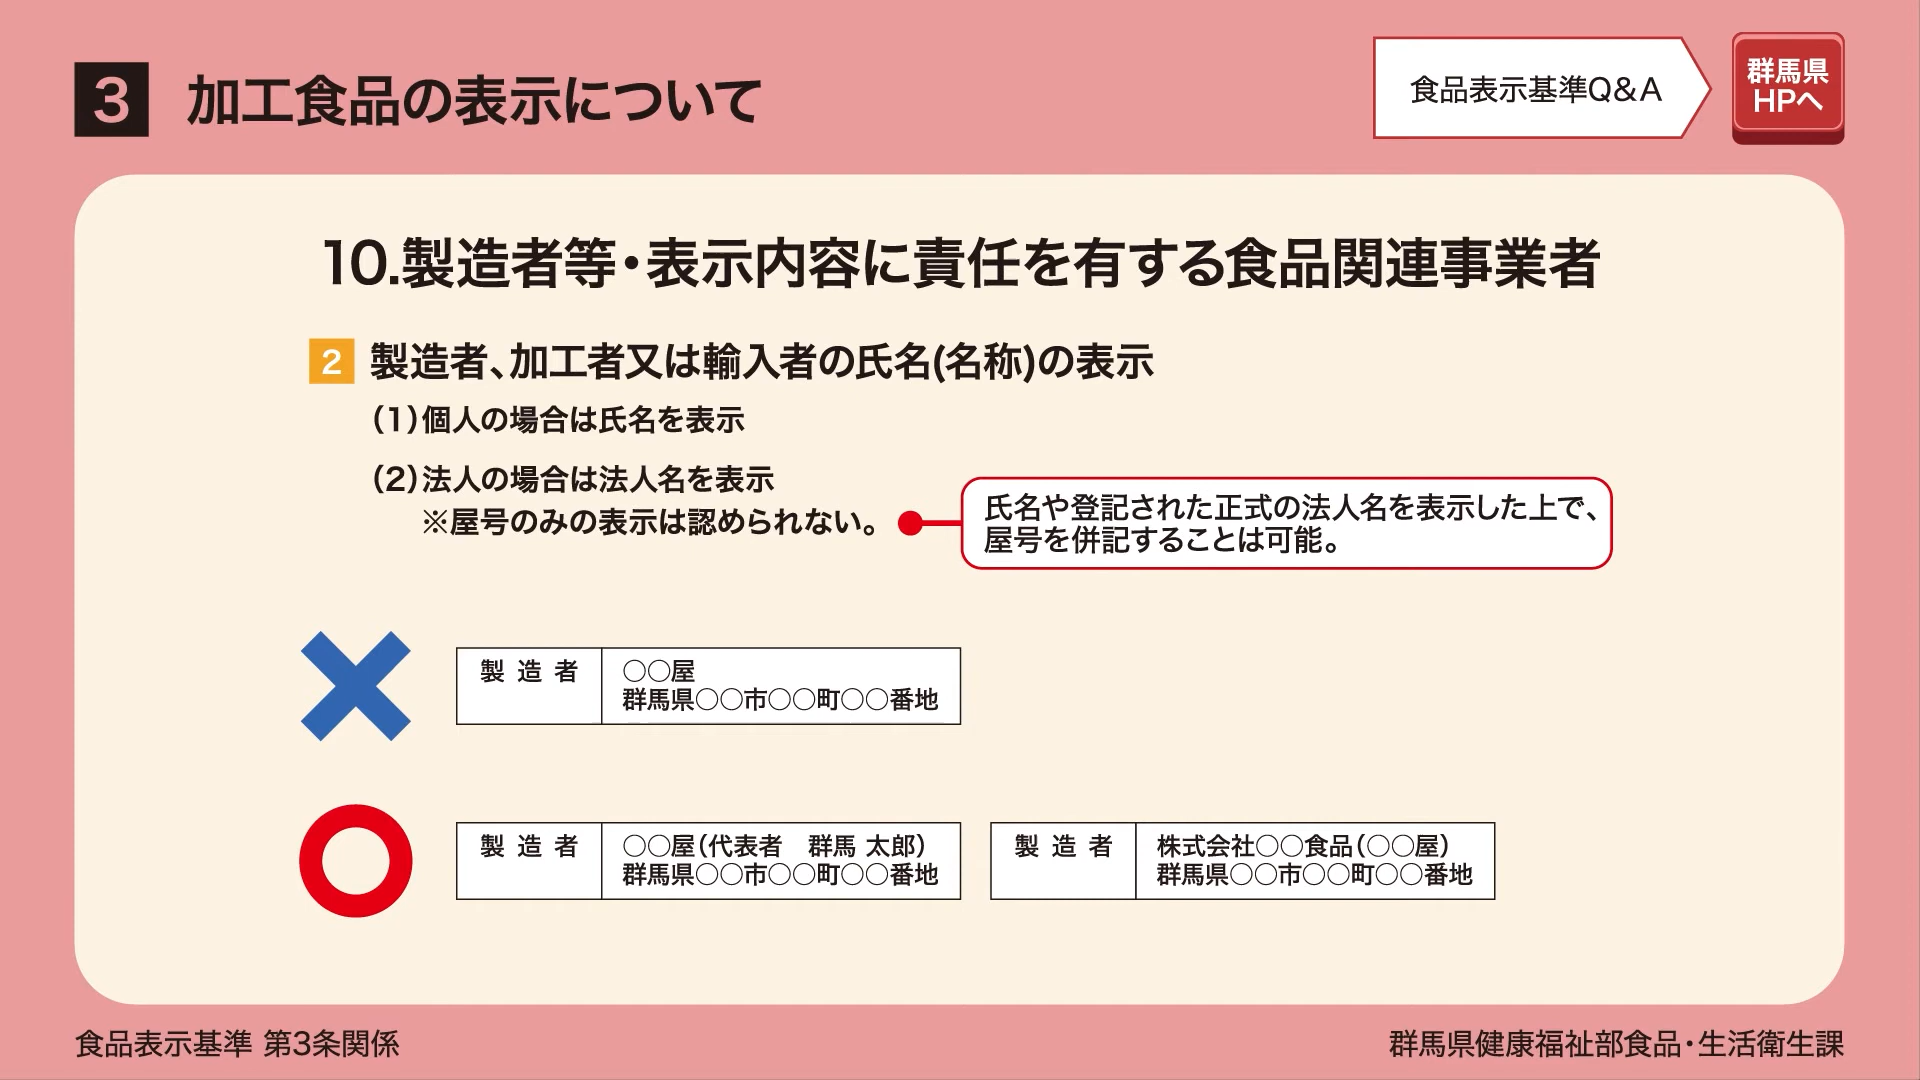 3 加工食品の表示について
食品表示基準Q&A
群馬県
HPへ
10.製造者等・表示内容に責任を有する食品関連事業者
2 製造者、加工者又は輸入者の氏名(名称)の表示
(1)個人の場合は氏名を表示
(2)法人の場合は法人名を表示
※屋号のみの表示は認められない。
氏名や登記された正式の法人名を表示した上で、
屋号を併記することは可能。
製造者 ○○屋
群馬県○○市○○町○○番地
製造者 ○○屋(代表者　群馬 太郎)
群馬県○○市○○町○○番地
製造者 株式会社○○食品(○○屋)
群馬県○○市○○町○○番地
食品表示基準 第3条関係
群馬県健康福祉部食品・生活衛生課